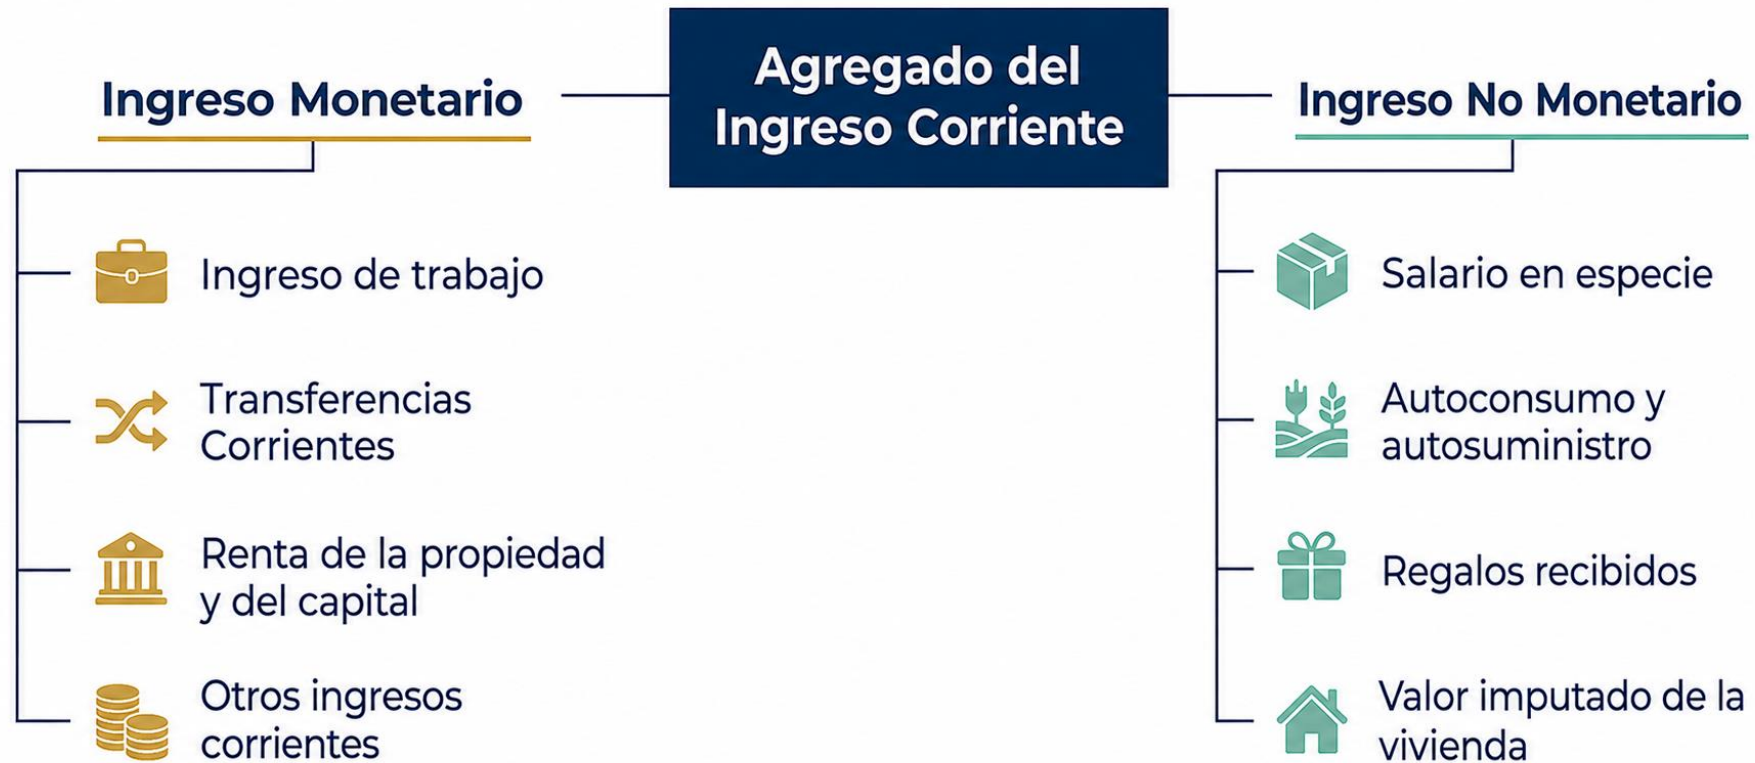 Agregado del
Ingreso Corriente
Ingreso Monetario
Ingreso de trabajo
Transferencias
Corrientes
Renta de la propiedad
y del capital
Otros ingresos
corrientes
Ingreso No Monetario
Salario en especie
Autoconsumo y
autosuministro
Regalos recibidos
Valor imputado de la
vivienda